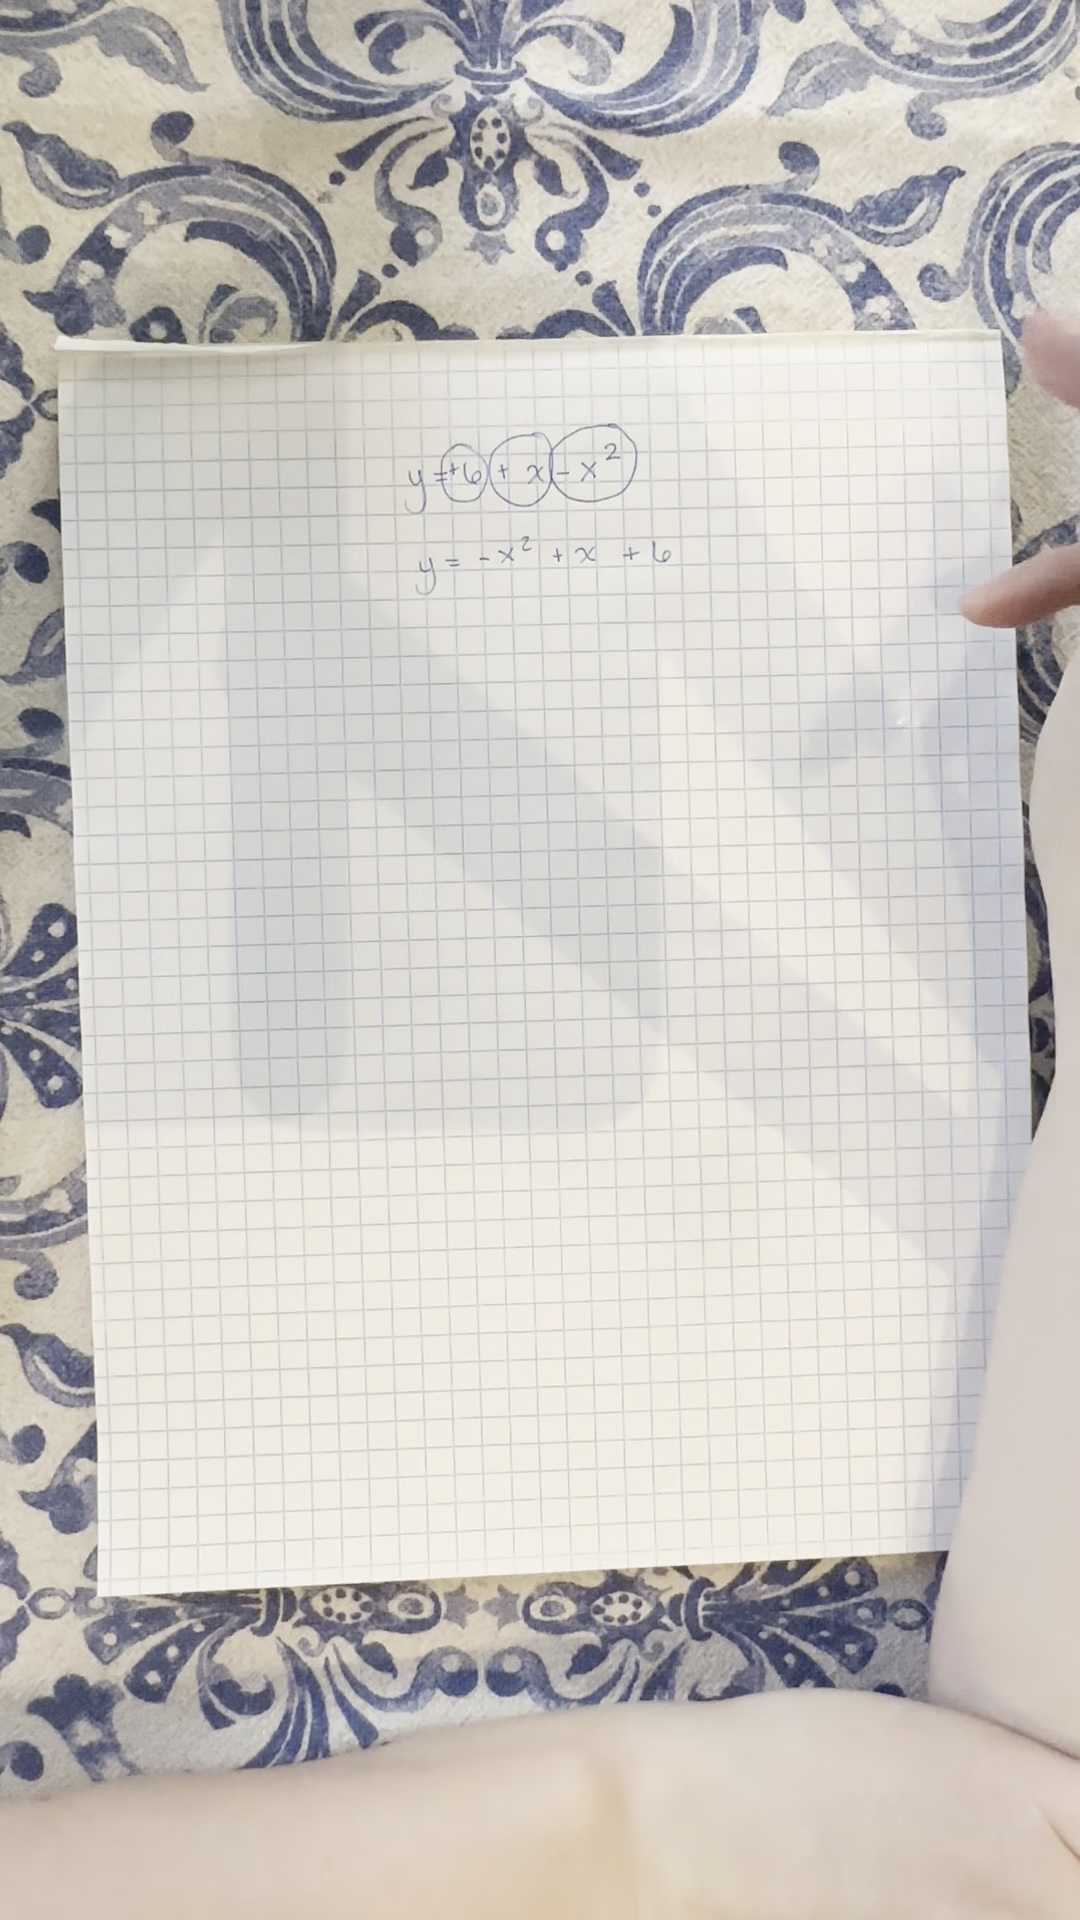 y=+6+x-x²
y = -x² + x + 6